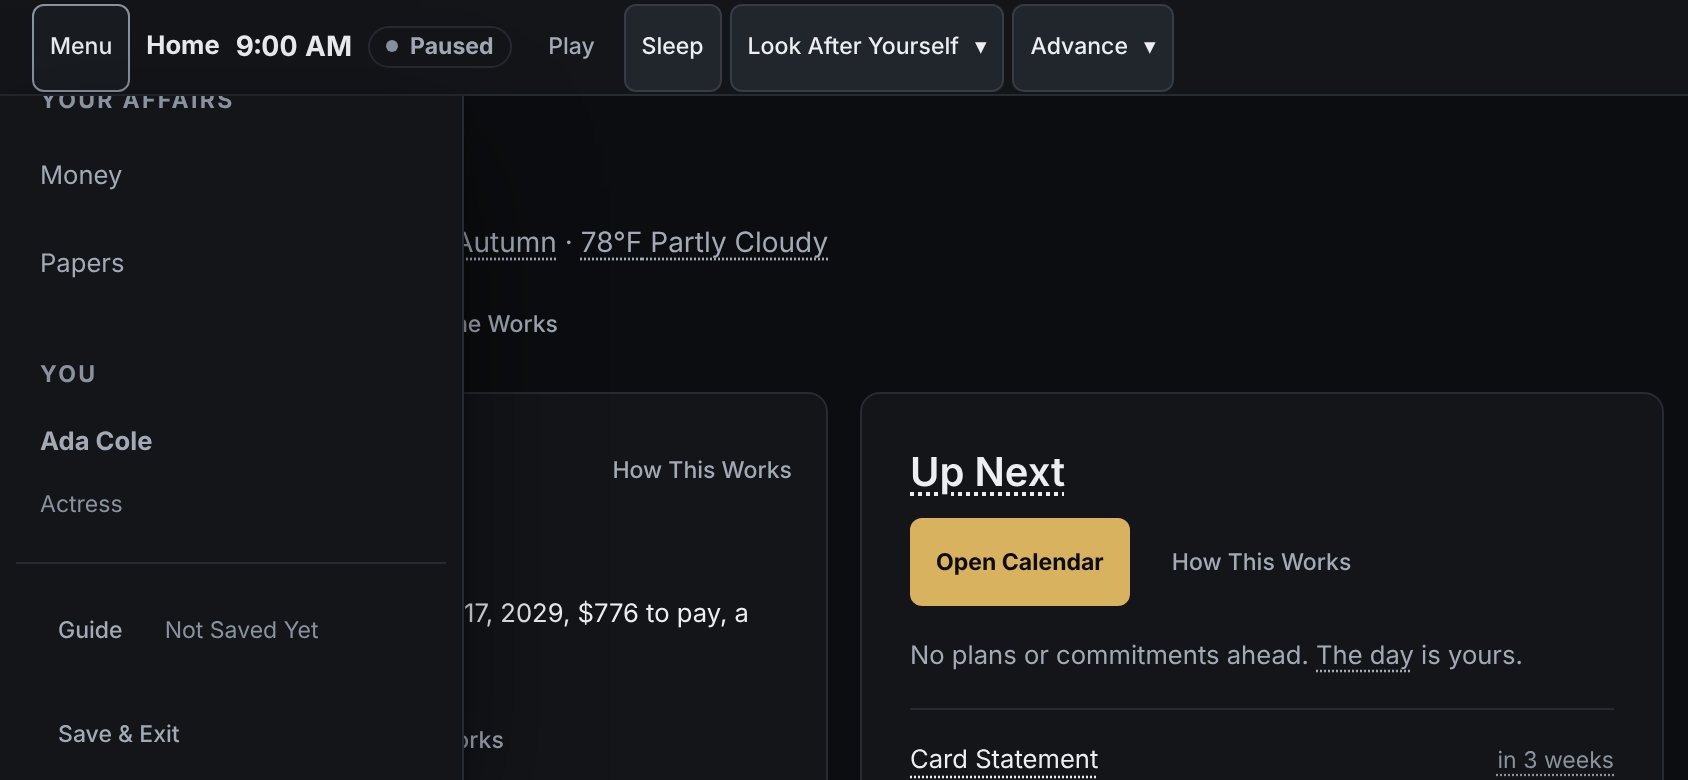 Menu Home 9:00 AM Paused Play Sleep Look After Yourself ▼ Advance ▼
YOUR AFFAIRS
Money
Papers
YOU
Ada Cole
Actress
Guide Not Saved Yet
Save & Exit
Autumn · 78°F Partly Cloudy
Works
How This Works
17, 2029, $776 to pay, a
Up Next
Open Calendar How This Works
No plans or commitments ahead. The day is yours.
Card Statement in 3 weeks